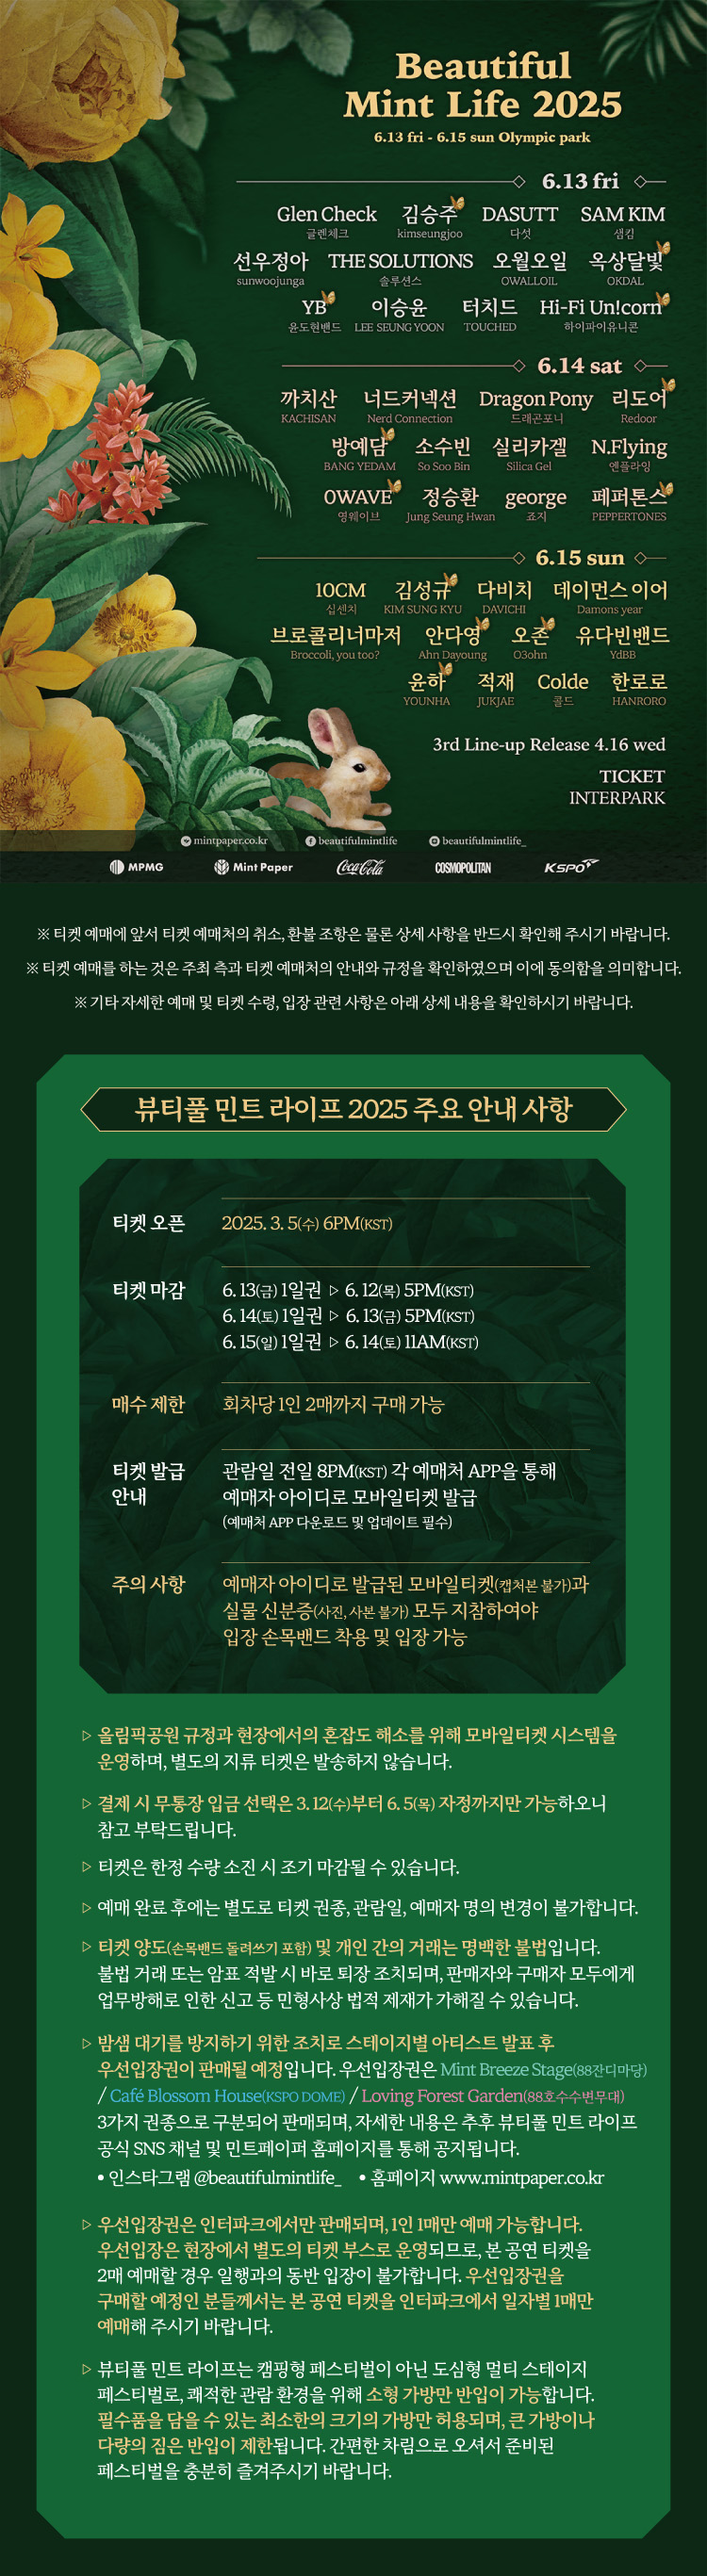 Beautiful
Mint Life 2025
6.13 fri - 6.15 sun Olympic park
6.13 fri
Glen Check 김승주 DASUTT SAM KIM
글렌체크 kimseungjoo 다섯 샘킴
선우정아 THE SOLUTIONS 오월오일 옥상달빛
sunwoojunga 솔루션스 OWALLOIL OKDAL
YB 이승윤 터치드 Hi-Fi Un!corn
윤도현밴드 LEE SEUNG YOON TOUCHED 하이파이유니콘
6.14 sat
까치산 너드커넥션 Dragon Pony 리도어
KACHISAN Nerd Connection 드래곤포니 Redoor
방예담 소수빈 실리카겔 N.Flying
BANG YEDAM So Soo Bin Silica Gel 엔플라잉
0WAVE 정승환 george 페퍼톤스
영웨이브 Jung Seung Hwan 죠지 PEPPERTONES
6.15 sun
10CM 김성규 다비치 데이먼스 이어
십센치 KIM SUNG KYU DAVICHI Damons year
브로콜리너마저 안다영 오존 유다빈밴드
Broccoli, you too? Ahn Dayoung O3ohn YdBB
윤하 적재 Colde 한로로
YOUNHA JUKJAE 콜드 HANRORO
3rd Line-up Release 4.16 wed
TICKET
INTERPARK
mintpaper.co.kr beautifulmintlife beautifulmintlife_
MPMG Mint Paper Coca-Cola COSMOPOLITAN KSPO
※ 티켓 예매에 앞서 티켓 예매처의 취소, 환불 조항은 물론 상세 사항을 반드시 확인해 주시기 바랍니다.
※ 티켓 예매를 하는 것은 주최 측과 티켓 예매처의 안내와 규정을 확인하였으며 이에 동의함을 의미합니다.
※ 기타 자세한 예매 및 티켓 수령, 입장 관련 사항은 아래 상세 내용을 확인하시기 바랍니다.
뷰티풀 민트 라이프 2025 주요 안내 사항
티켓 오픈 2025. 3. 5(수) 6PM(KST)
티켓 마감 6. 13(금) 1일권 ▷ 6. 12(목) 5PM(KST)
6. 14(토) 1일권 ▷ 6. 13(금) 5PM(KST)
6. 15(일) 1일권 ▷ 6. 14(토) 11AM(KST)
매수 제한 회차당 1인 2매까지 구매 가능
티켓 발급 관람일 전일 8PM(KST) 각 예매처 APP을 통해
안내 예매자 아이디로 모바일티켓 발급
(예매처 APP 다운로드 및 업데이트 필수)
주의 사항 예매자 아이디로 발급된 모바일티켓(캡처본 불가)과
실물 신분증(사진, 사본 불가) 모두 지참하여야
입장 손목밴드 착용 및 입장 가능
▷ 올림픽공원 규정과 현장에서의 혼잡도 해소를 위해 모바일티켓 시스템을
운영하며, 별도의 지류 티켓은 발송하지 않습니다.
▷ 결제 시 무통장 입금 선택은 3. 12(수)부터 6. 5(목) 자정까지만 가능하오니
참고 부탁드립니다.
▷ 티켓은 한정 수량 소진 시 조기 마감될 수 있습니다.
▷ 예매 완료 후에는 별도로 티켓 권종, 관람일, 예매자 명의 변경이 불가합니다.
▷ 티켓 양도(손목밴드 돌려쓰기 포함) 및 개인 간의 거래는 명백한 불법입니다.
불법 거래 또는 암표 적발 시 바로 퇴장 조치되며, 판매자와 구매자 모두에게
업무방해로 인한 신고 등 민형사상 법적 제재가 가해질 수 있습니다.
▷ 밤샘 대기를 방지하기 위한 조치로 스테이지별 아티스트 발표 후
우선입장권이 판매될 예정입니다. 우선입장권은 Mint Breeze Stage(88잔디마당)
/ Café Blossom House(KSPO DOME) / Loving Forest Garden(88호수수변무대)
3가지 권종으로 구분되어 판매되며, 자세한 내용은 추후 뷰티풀 민트 라이프
공식 SNS 채널 및 민트페이퍼 홈페이지를 통해 공지됩니다.
• 인스타그램 @beautifulmintlife_ • 홈페이지 www.mintpaper.co.kr
▷ 우선입장권은 인터파크에서만 판매되며, 1인 1매만 예매 가능합니다.
우선입장은 현장에서 별도의 티켓 부스로 운영되므로, 본 공연 티켓을
2매 예매할 경우 일행과의 동반 입장이 불가합니다. 우선입장권을
구매할 예정인 분들께서는 본 공연 티켓을 인터파크에서 일자별 1매만
예매해 주시기 바랍니다.
▷ 뷰티풀 민트 라이프는 캠핑형 페스티벌이 아닌 도심형 멀티 스테이지
페스티벌로, 쾌적한 관람 환경을 위해 소형 가방만 반입이 가능합니다.
필수품을 담을 수 있는 최소한의 크기의 가방만 허용되며, 큰 가방이나
다량의 짐은 반입이 제한됩니다. 간편한 차림으로 오셔서 준비된
페스티벌을 충분히 즐겨주시기 바랍니다.